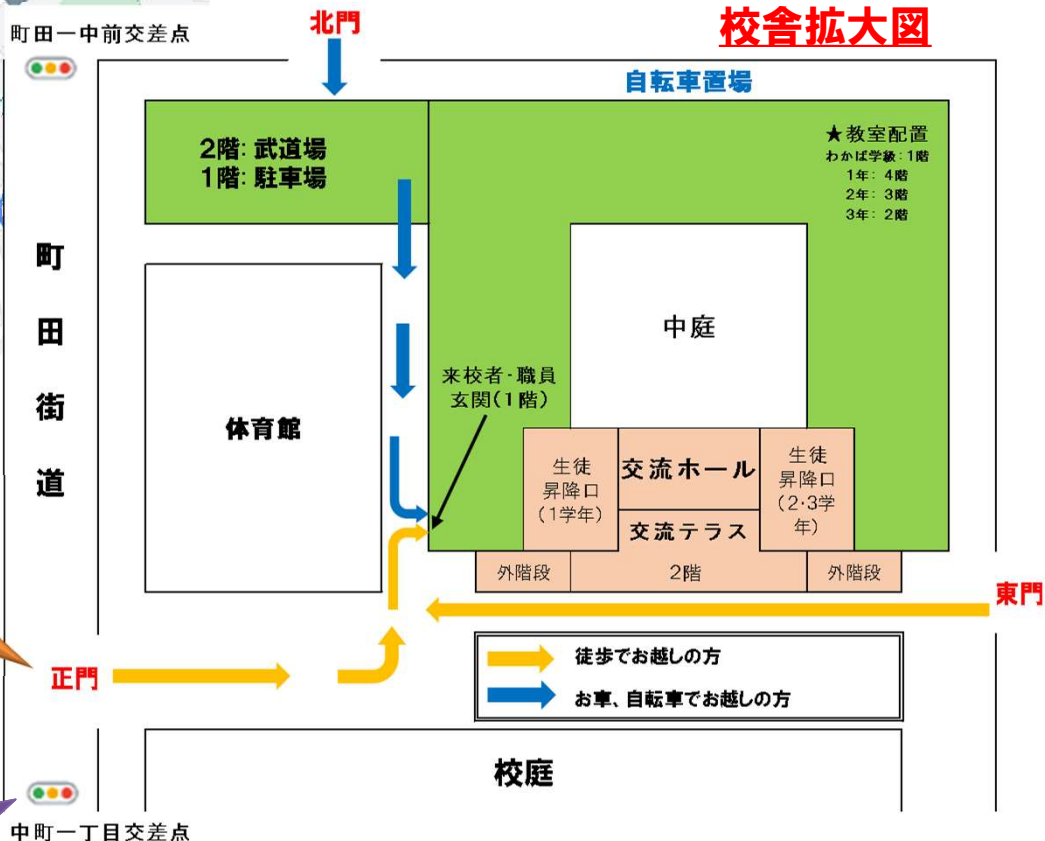 校舎拡大図
町田一中前交差点
北門
自転車置場
2階: 武道場
1階: 駐車場
★教室配置
わかば学級: 1階
1年: 4階
2年: 3階
3年: 2階
町
田
街
道
中庭
来校者・職員
玄関(1階)
体育館
生徒
昇降口
(1学年)
交流ホール
生徒
昇降口
(2・3学
年)
交流テラス
外階段
2階
外階段
東門
正門
徒歩でお越しの方
お車、自転車でお越しの方
校庭
中町一丁目交差点